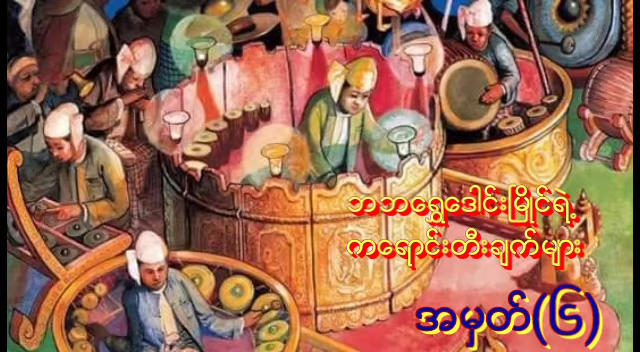 ဘဘရွှေဒေါင်းမြိုင်ရဲ့
ကရောင်းတီးချက်များ
အမှတ်(၆)